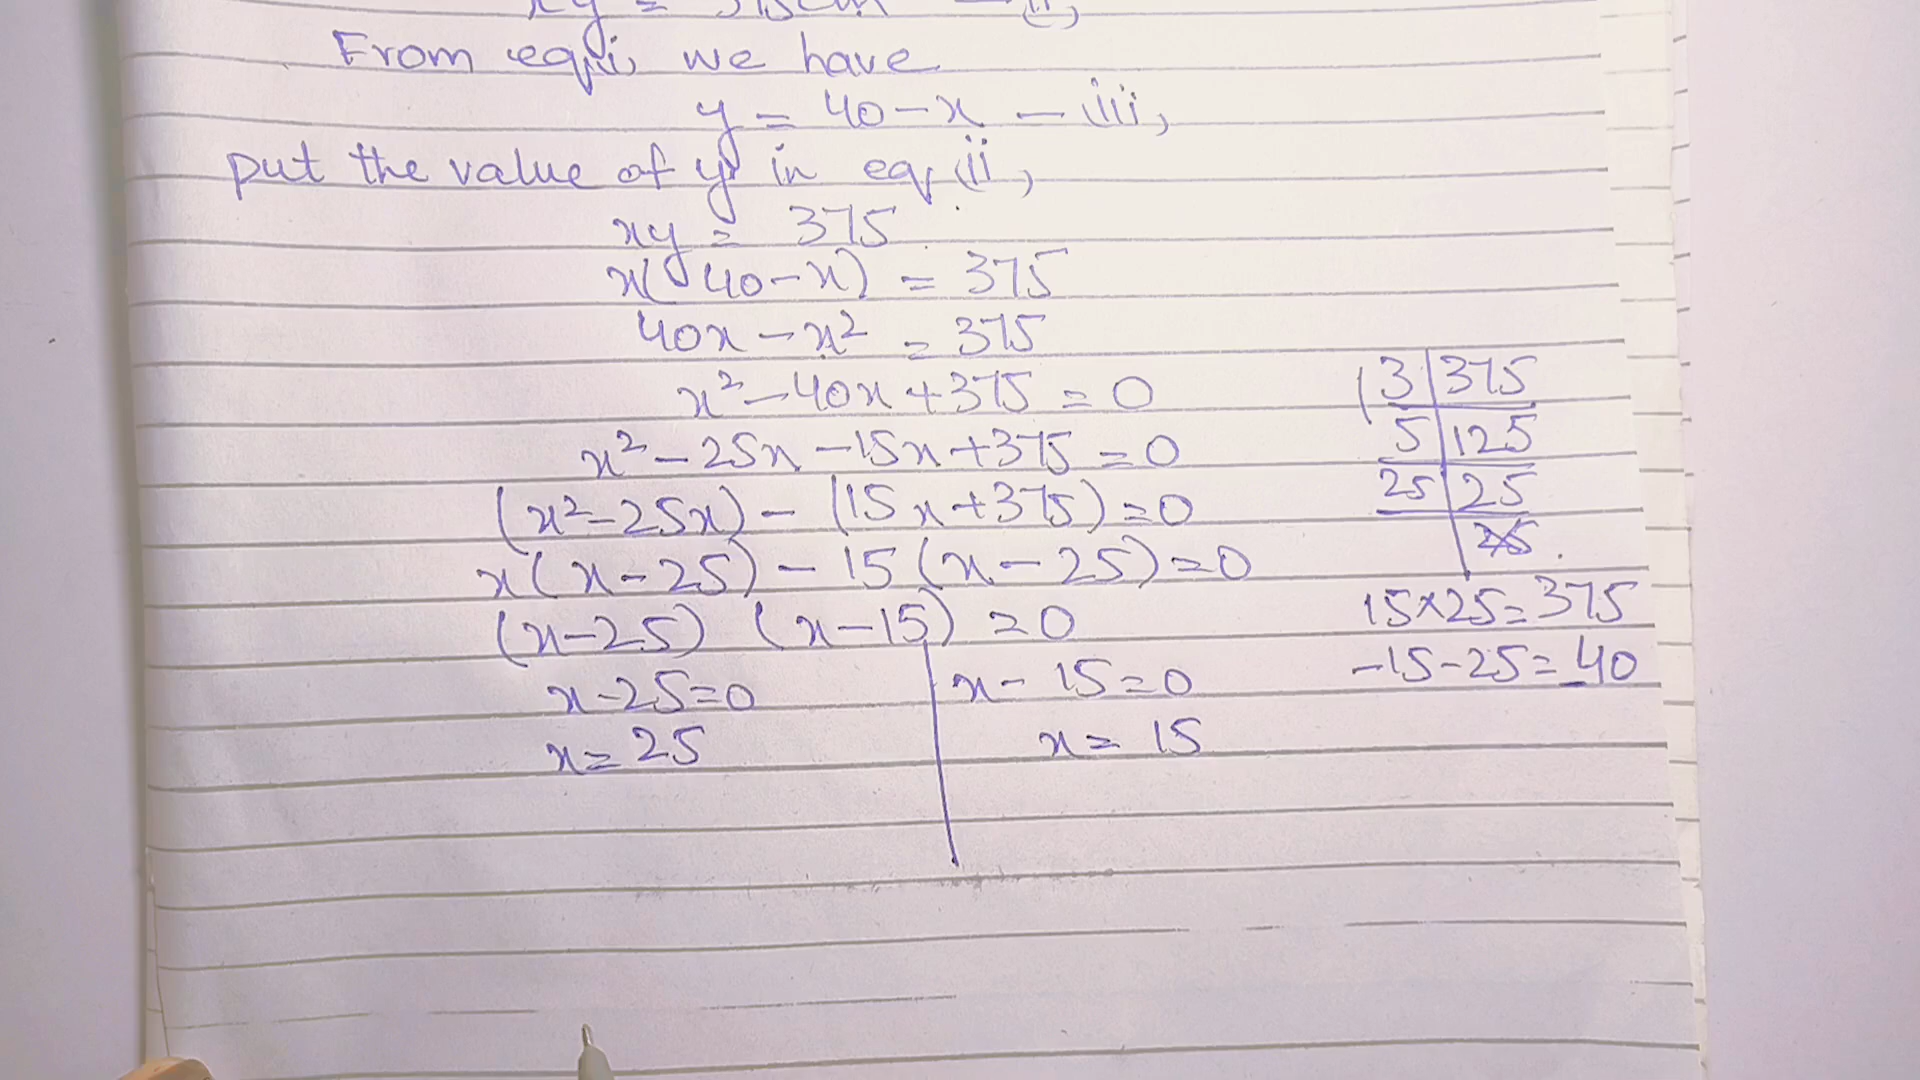 xy =
From eq i, we have
y = 40 - x - iii,
put the value of y in eq ii,
xy = 375
x(40-x) = 375
40x - x² = 375
x² - 40x + 375 = 0
x² - 25x - 15x + 375 = 0
(x² - 25x) - (15x + 375) = 0
x(x - 25) - 15(x - 25) = 0
(x - 25) (x - 15) = 0
x - 25 = 0
x = 25
x - 15 = 0
x = 15
3 | 375
5 | 125
25 | 25
15×25 = 375
-15-25 = 40